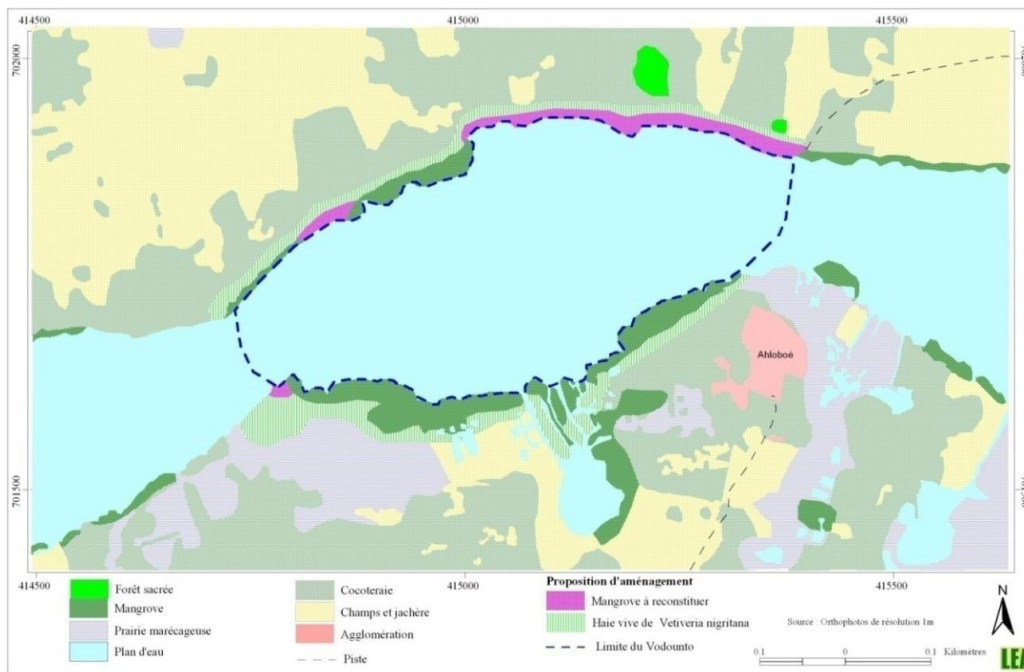 414500 415000 415500
702000
Ahloboè
701500
414500 415000 415500
Forêt sacrée
Mangrove
Prairie marécageuse
Plan d'eau
Cocoteraie
Champs et jachère
Agglomération
Piste
Proposition d'aménagement
Mangrove à reconstituer
Haie vive de Vetiveria nigritana
Limite du Vodounto
Source : Orthophotos de résolution 1m
N
0.1 0 0.1 Kilomètres